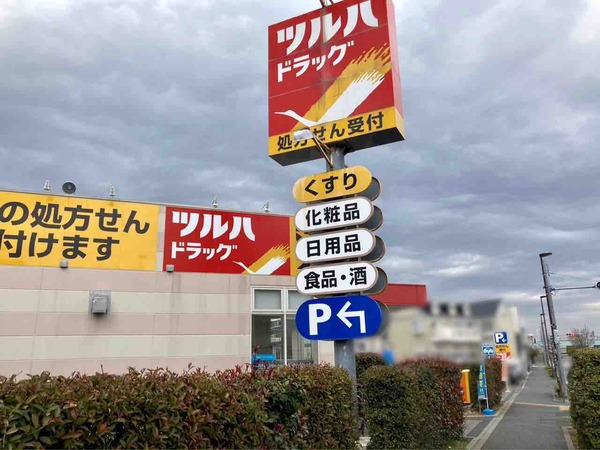 ツルハ
ドラッグ
処方せん受付
くすり
化粧品
日用品
食品・酒
P
の処方せん
付けます
ツルハ
ドラッグ
P